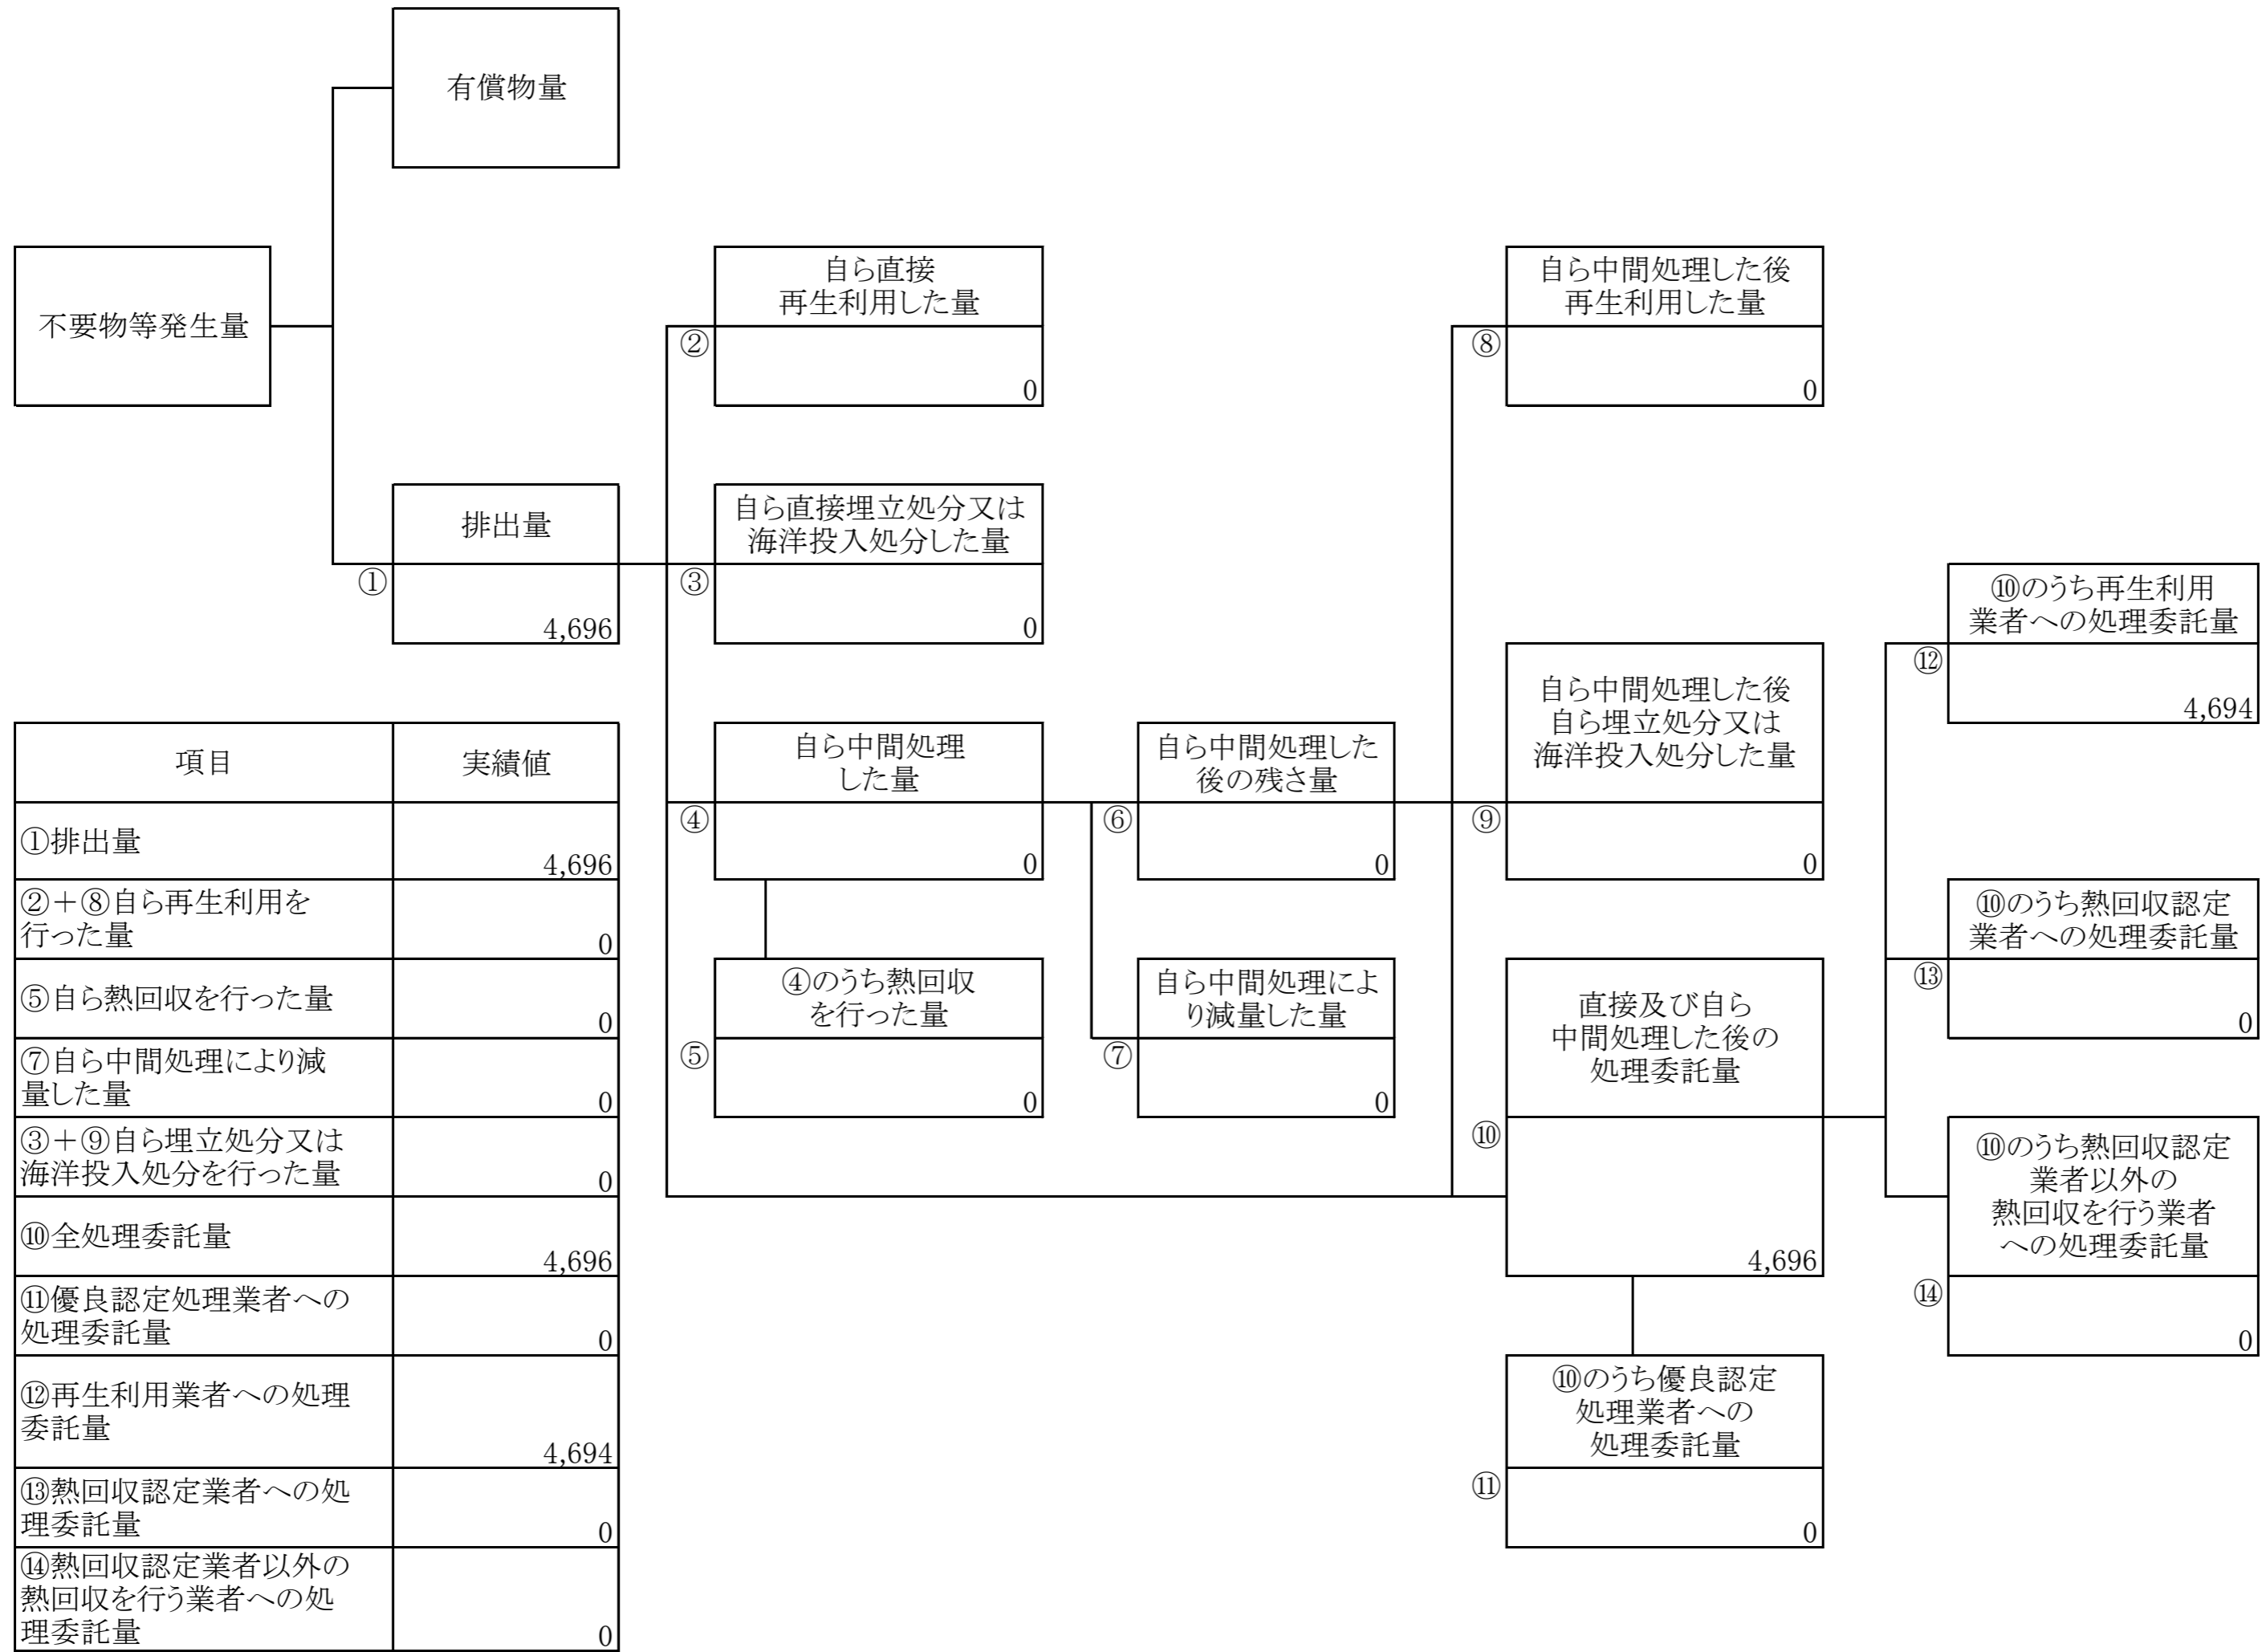 有償物量
不要物等発生量
自ら直接
再生利用した量
②
0
自ら中間処理した後
再生利用した量
⑧
0
排出量
①
4,696
自ら直接埋立処分又は
海洋投入処分した量
③
0
⑩のうち再生利用
業者への処理委託量
⑫
4,694
自ら中間処理
した量
④
0
自ら中間処理した
後の残さ量
⑥
0
自ら中間処理した後
自ら埋立処分又は
海洋投入処分した量
⑨
0
⑩のうち熱回収認定
業者への処理委託量
⑬
0
④のうち熱回収
を行った量
⑤
0
自ら中間処理によ
り減量した量
⑦
0
直接及び自ら
中間処理した後の
処理委託量
⑩
4,696
⑩のうち熱回収認定
業者以外の
熱回収を行う業者
への処理委託量
⑭
0
⑩のうち優良認定
処理業者への
処理委託量
⑪
0
項目 実績値
①排出量
4,696
②＋⑧自ら再生利用を
行った量
0
⑤自ら熱回収を行った量
0
⑦自ら中間処理により減
量した量
0
③＋⑨自ら埋立処分又は
海洋投入処分を行った量
0
⑩全処理委託量
4,696
⑪優良認定処理業者への
処理委託量
0
⑫再生利用業者への処理
委託量
4,694
⑬熱回収認定業者への処
理委託量
0
⑭熱回収認定業者以外の
熱回収を行う業者への処
理委託量
0